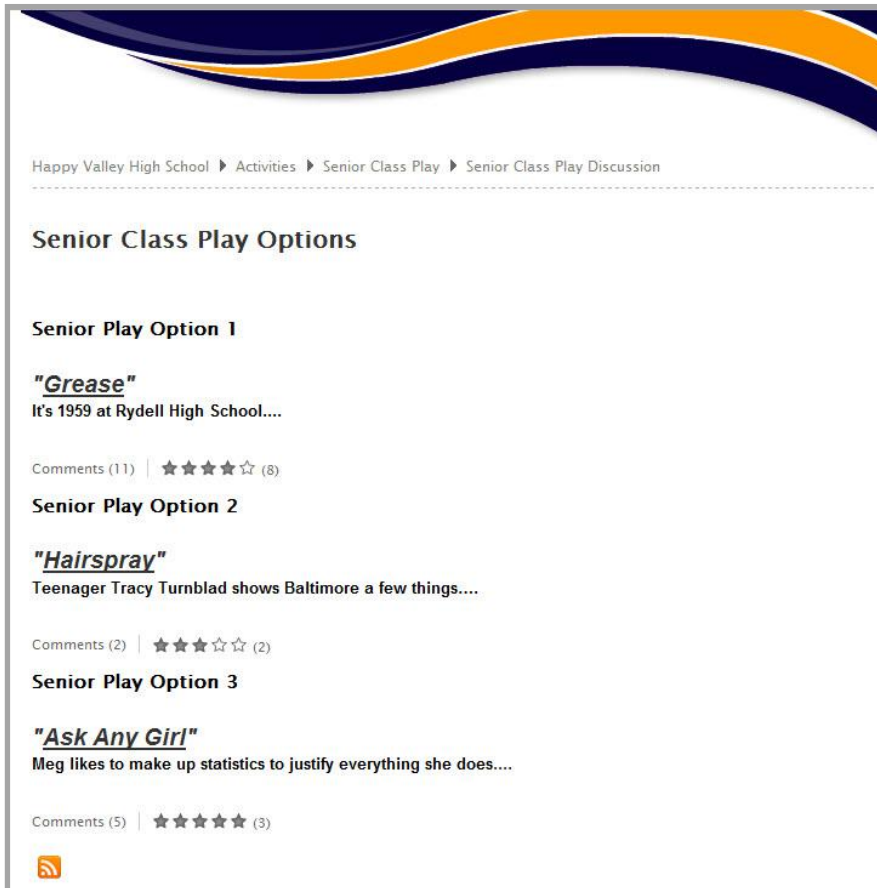 Happy Valley High School Activities Senior Class Play Senior Class Play Discussion
Senior Class Play Options
Senior Play Option 1
"Grease"
It's 1959 at Rydell High School....
Comments (11) (8)
Senior Play Option 2
"Hairspray"
Teenager Tracy Turnblad shows Baltimore a few things....
Comments (2) (2)
Senior Play Option 3
"Ask Any Girl"
Meg likes to make up statistics to justify everything she does....
Comments (5) (3)